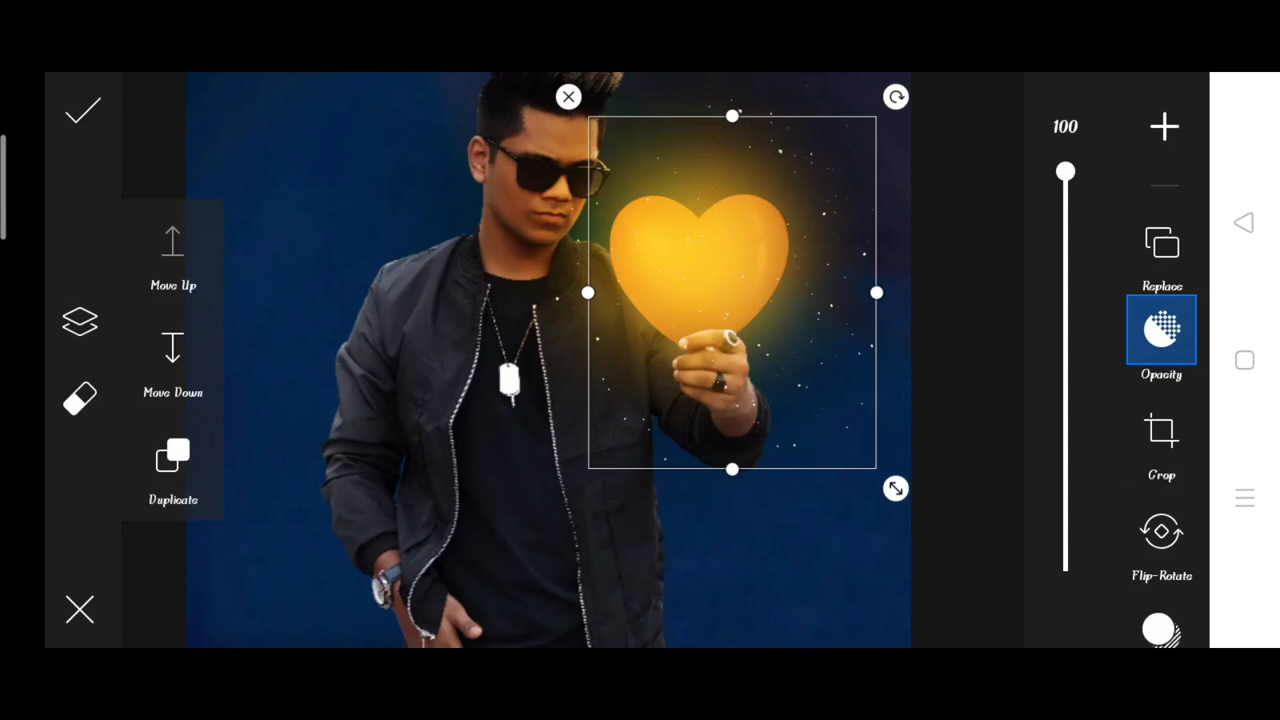 Move Up
Move Down
Duplicate
100
Replace
Opacity
Crop
Flip-Rotate